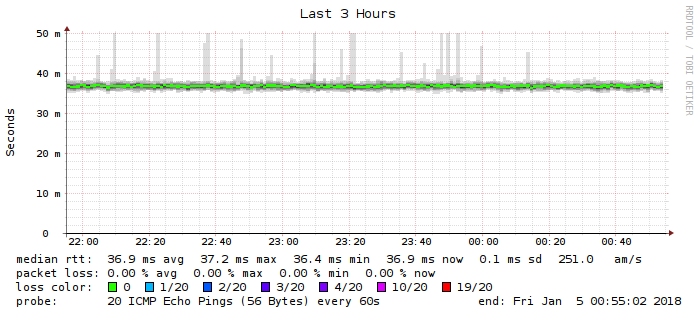 Last 3 Hours
RRDTOOL / TOBI OETIKER
Seconds
50 m
40 m
30 m
20 m
10 m
0
22:00 22:20 22:40 23:00 23:20 23:40 00:00 00:20 00:40
median rtt: 36.9 ms avg 37.2 ms max 36.4 ms min 36.9 ms now 0.1 ms sd 251.0 am/s
packet loss: 0.00 % avg 0.00 % max 0.00 % min 0.00 % now
loss color: 0 1/20 2/20 3/20 4/20 10/20 19/20
probe: 20 ICMP Echo Pings (56 Bytes) every 60s end: Fri Jan 5 00:55:02 2018